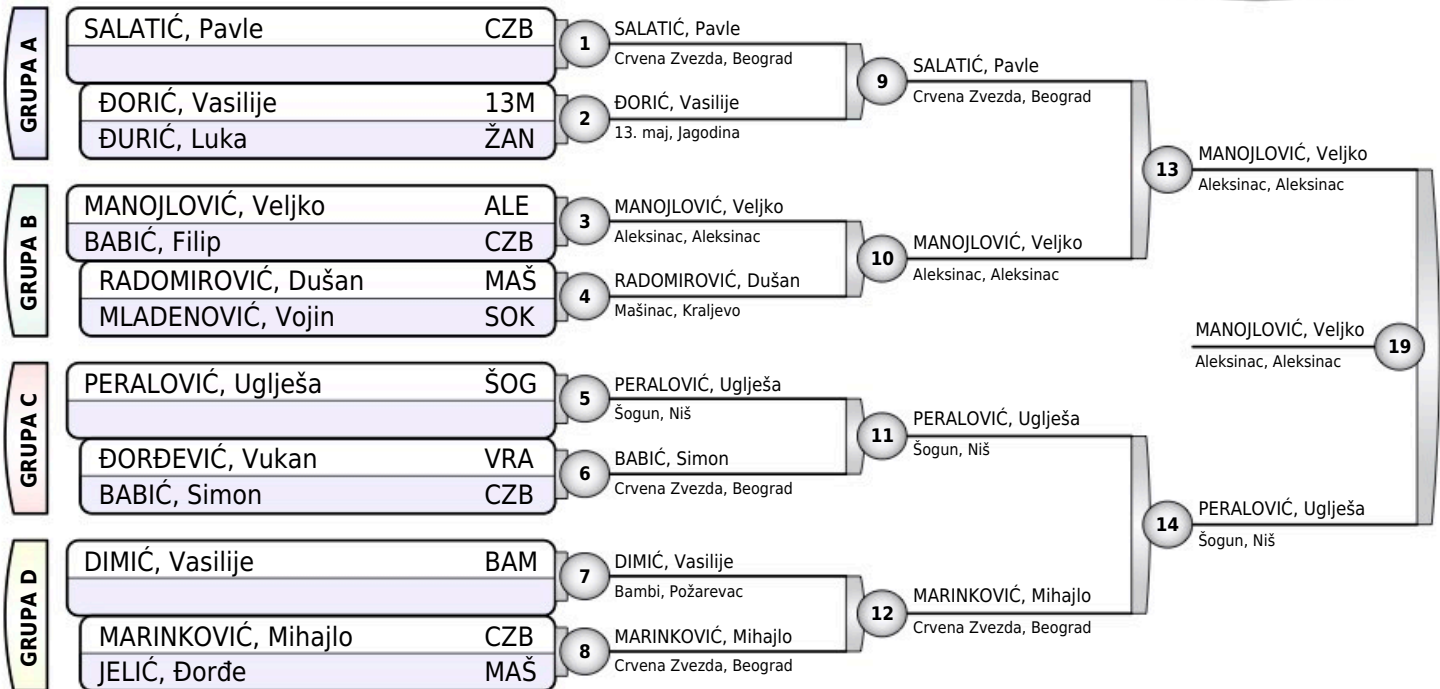 GRUPA A
SALATIĆ, Pavle CZB
ĐORIĆ, Vasilije 13M
ĐURIĆ, Luka ŽAN
GRUPA B
MANOJLOVIĆ, Veljko ALE
BABIĆ, Filip CZB
RADOMIROVIĆ, Dušan MAŠ
MLADENOVIĆ, Vojin SOK
GRUPA C
PERALOVIĆ, Uglješa ŠOG
ĐORĐEVIĆ, Vukan VRA
BABIĆ, Simon CZB
GRUPA D
DIMIĆ, Vasilije BAM
MARINKOVIĆ, Mihajlo CZB
JELIĆ, Đorđe MAŠ
1
SALATIĆ, Pavle
Crvena Zvezda, Beograd
2
ĐORIĆ, Vasilije
13. maj, Jagodina
3
MANOJLOVIĆ, Veljko
Aleksinac, Aleksinac
4
RADOMIROVIĆ, Dušan
Mašinac, Kraljevo
5
PERALOVIĆ, Uglješa
Šogun, Niš
6
BABIĆ, Simon
Crvena Zvezda, Beograd
7
DIMIĆ, Vasilije
Bambi, Požarevac
8
MARINKOVIĆ, Mihajlo
Crvena Zvezda, Beograd
9
SALATIĆ, Pavle
Crvena Zvezda, Beograd
10
MANOJLOVIĆ, Veljko
Aleksinac, Aleksinac
11
PERALOVIĆ, Uglješa
Šogun, Niš
12
MARINKOVIĆ, Mihajlo
Crvena Zvezda, Beograd
13
MANOJLOVIĆ, Veljko
Aleksinac, Aleksinac
14
PERALOVIĆ, Uglješa
Šogun, Niš
MANOJLOVIĆ, Veljko
Aleksinac, Aleksinac
19